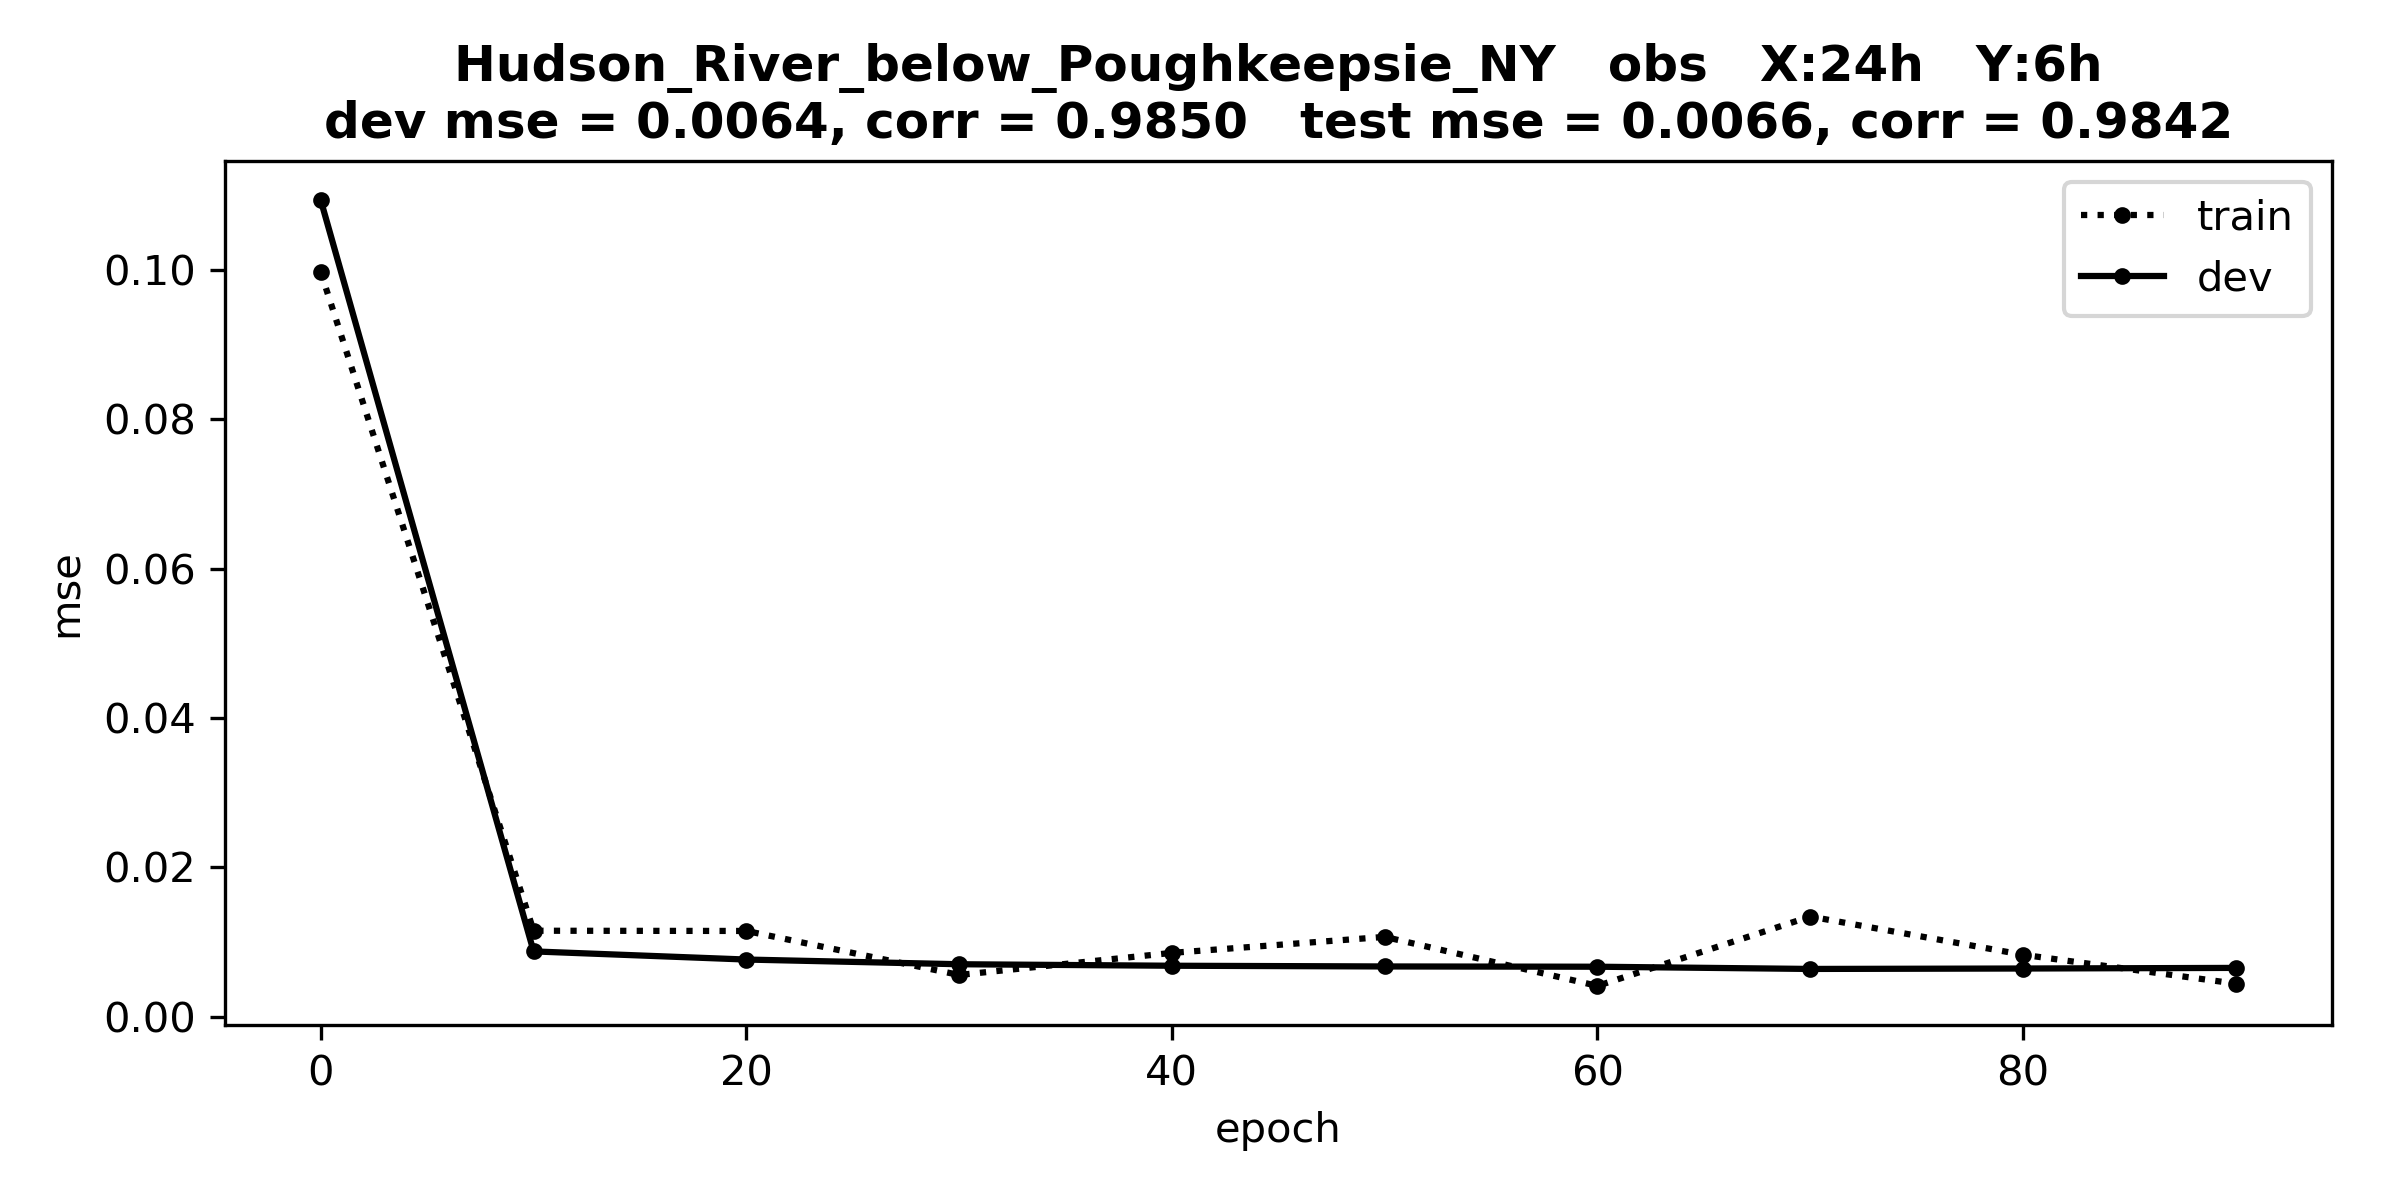 Hudson_River_below_Poughkeepsie_NY obs X:24h Y:6h
dev mse = 0.0064, corr = 0.9850 test mse = 0.0066, corr = 0.9842
train
dev
0.10
0.08
0.06
0.04
0.02
0.00
mse
0 20 40 60 80
epoch